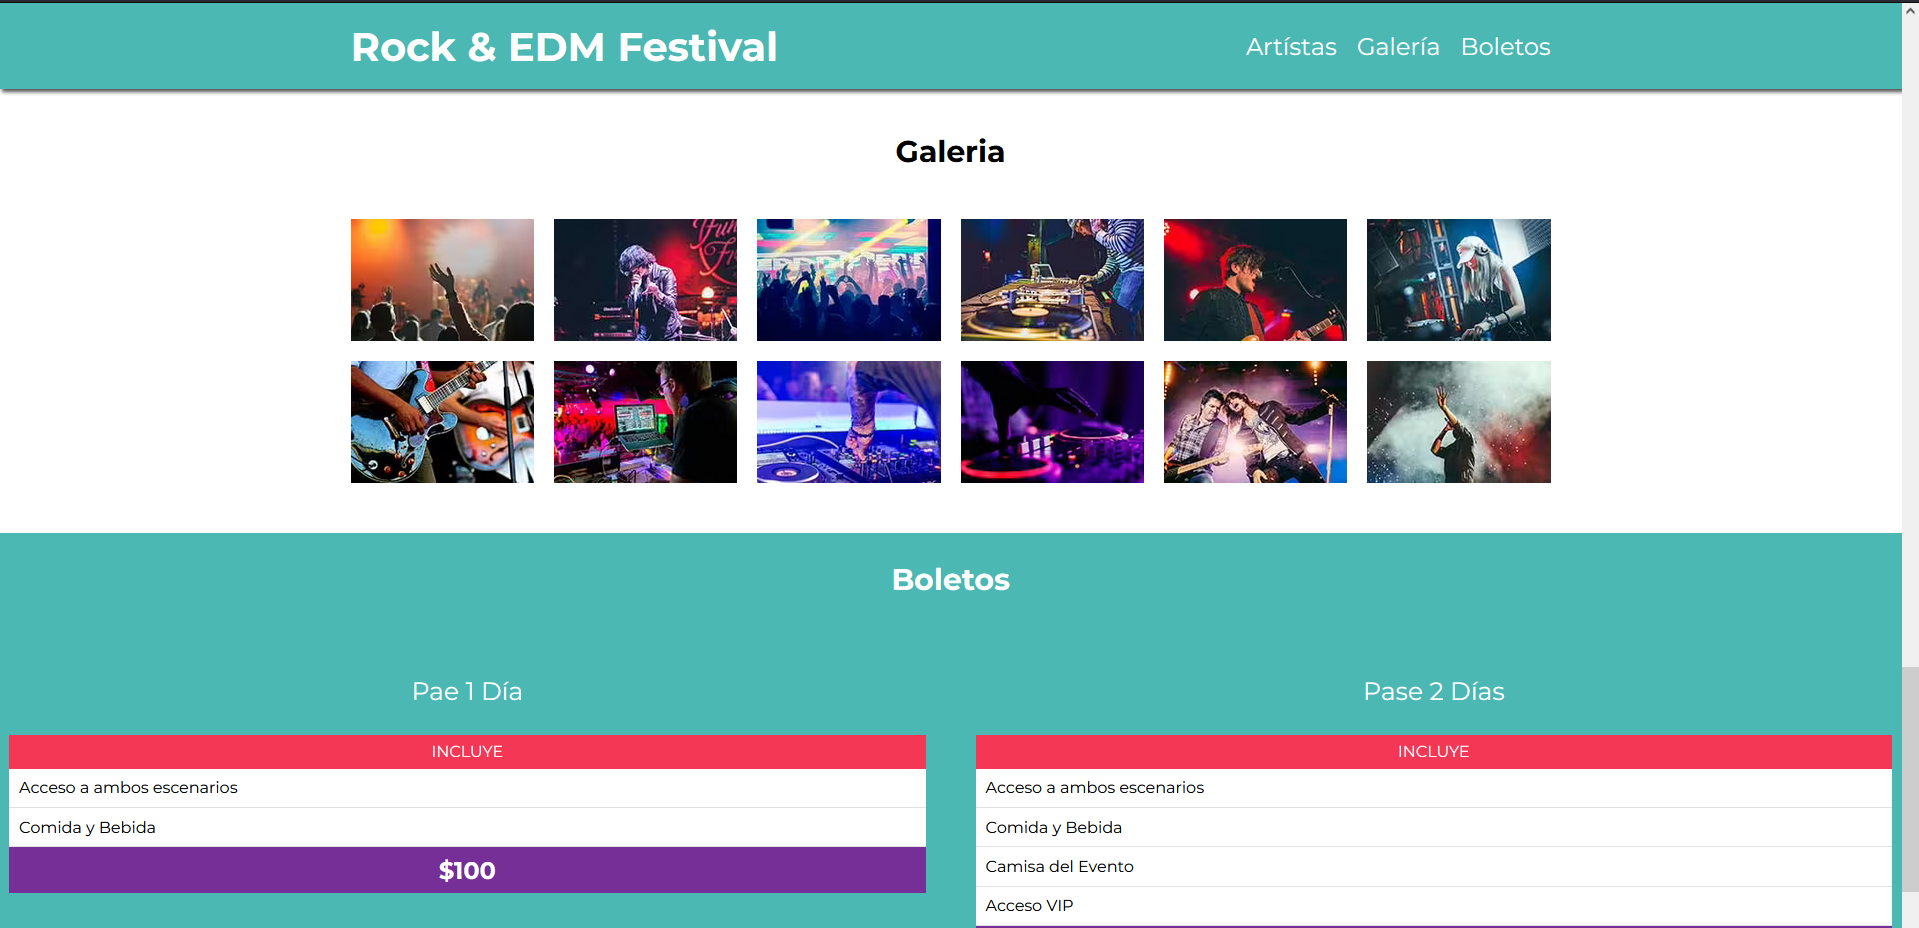 Rock & EDM Festival
Artístas Galería Boletos
Galeria
Boletos
Pae 1 Día
INCLUYE
Acceso a ambos escenarios
Comida y Bebida
$100
Pase 2 Días
INCLUYE
Acceso a ambos escenarios
Comida y Bebida
Camisa del Evento
Acceso VIP